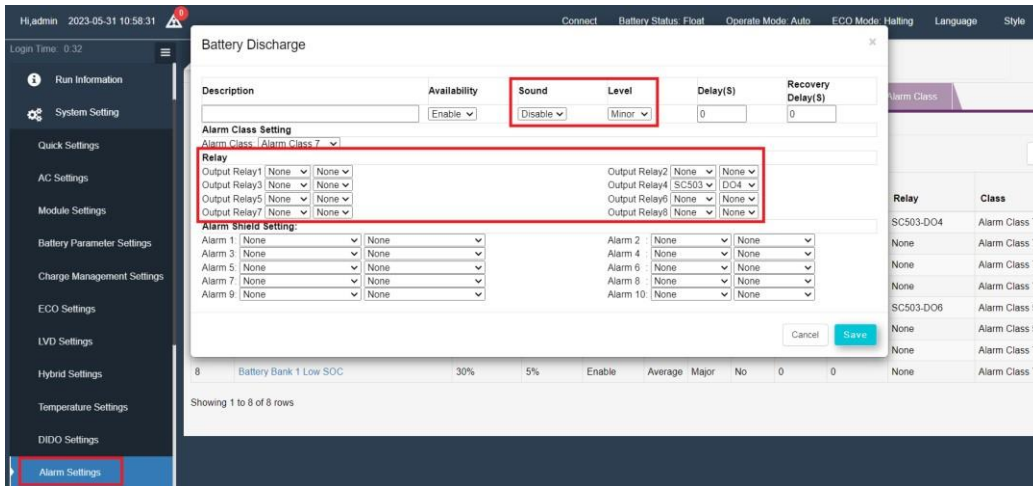 Hi,admin 2023-05-31 10:58:31 0 Connect Battery Status: Float Operate Mode: Auto ECO Mode: Halting Language Style
Login Time: 0:32
Run Information
System Setting
Quick Settings
AC Settings
Module Settings
Battery Parameter Settings
Charge Management Settings
ECO Settings
LVD Settings
Hybrid Settings
Temperature Settings
DIDO Settings
Alarm Settings
Battery Discharge ×
Description Availability Sound Level Delay(S) Recovery Delay(S)
Enable Disable Minor 0 0
Alarm Class Setting
Alarm Class: Alarm Class 7
Relay
Output Relay1 None None Output Relay2 None None
Output Relay3 None None Output Relay4 SC503 DO4
Output Relay5 None None Output Relay6 None None
Output Relay7 None None Output Relay8 None None
Alarm Shield Setting:
Alarm 1: None None Alarm 2 : None None
Alarm 3: None None Alarm 4 : None None
Alarm 5: None None Alarm 6 : None None
Alarm 7: None None Alarm 8 : None None
Alarm 9: None None Alarm 10: None None
Cancel Save
Alarm Class
Relay Class
SC503-DO4 Alarm Class
None Alarm Class
None Alarm Class
None Alarm Class
SC503-DO6 Alarm Class
None Alarm Class
None Alarm Class
8 Battery Bank 1 Low SOC 30% 5% Enable Average Major No 0 0 None Alarm Class
Showing 1 to 8 of 8 rows